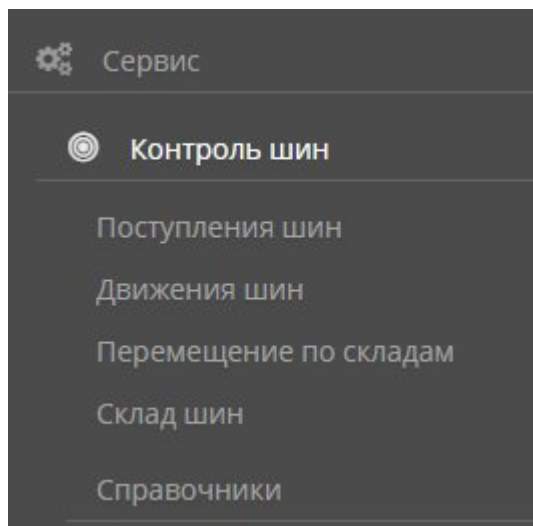 Сервис
Контроль шин
Поступления шин
Движения шин
Перемещение по складам
Склад шин
Справочники